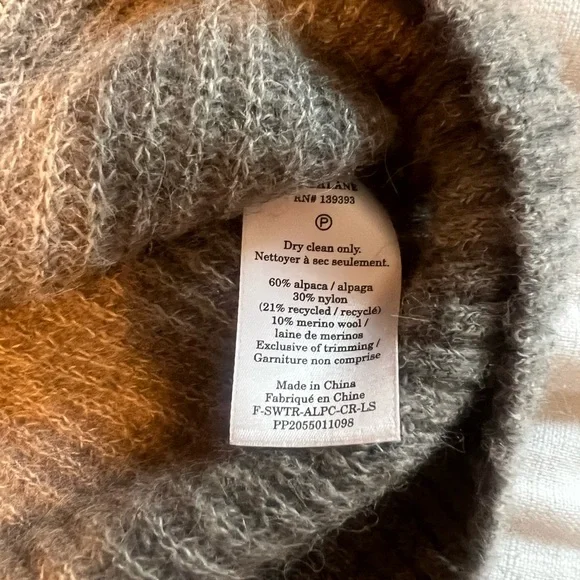 RN# 139393
P
Dry clean only.
Nettoyer à sec seulement.
60% alpaca / alpaga
30% nylon
(21% recycled / recyclé)
10% merino wool /
laine de merinos
Exclusive of trimming /
Garniture non comprise
Made in China
Fabriqué en Chine
F-SWTR-ALPC-CR-LS
PP2055011098